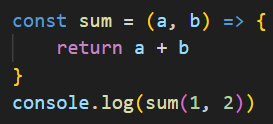 const sum = (a, b) => {
    return a + b
}
console.log(sum(1, 2))